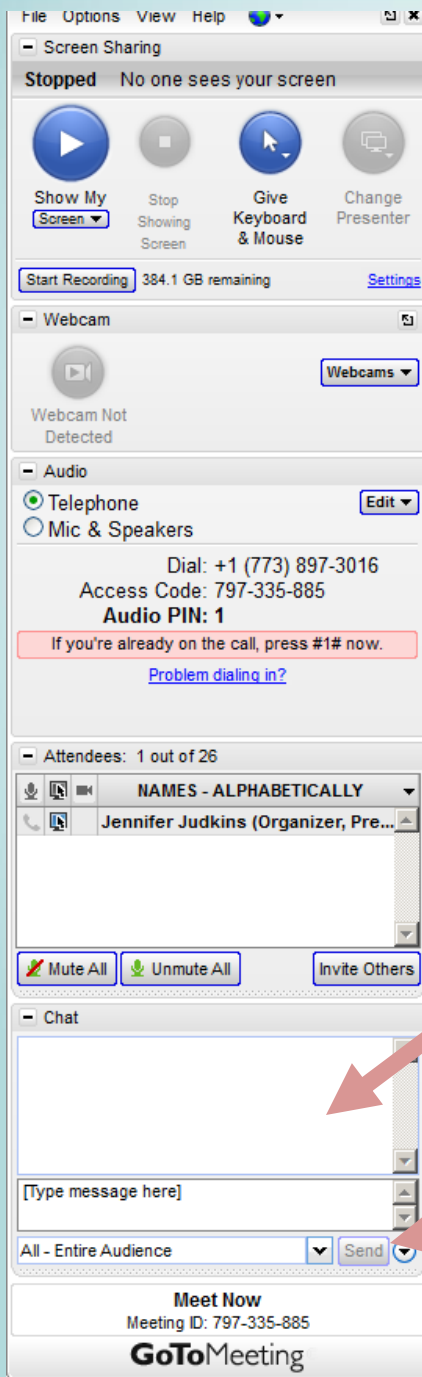 File Options View Help
Screen Sharing
Stopped No one sees your screen
Show My
Screen
Stop
Showing
Screen
Give
Keyboard
& Mouse
Change
Presenter
Start Recording 384.1 GB remaining Settings
Webcam
Webcams
Webcam Not
Detected
Audio
Telephone Edit
Mic & Speakers
Dial: +1 (773) 897-3016
Access Code: 797-335-885
Audio PIN: 1
If you're already on the call, press #1# now.
Problem dialing in?
Attendees: 1 out of 26
NAMES - ALPHABETICALLY
Jennifer Judkins (Organizer, Pre...
Mute All Unmute All Invite Others
Chat
[Type message here]
All - Entire Audience Send
Meet Now
Meeting ID: 797-335-885
GoToMeeting